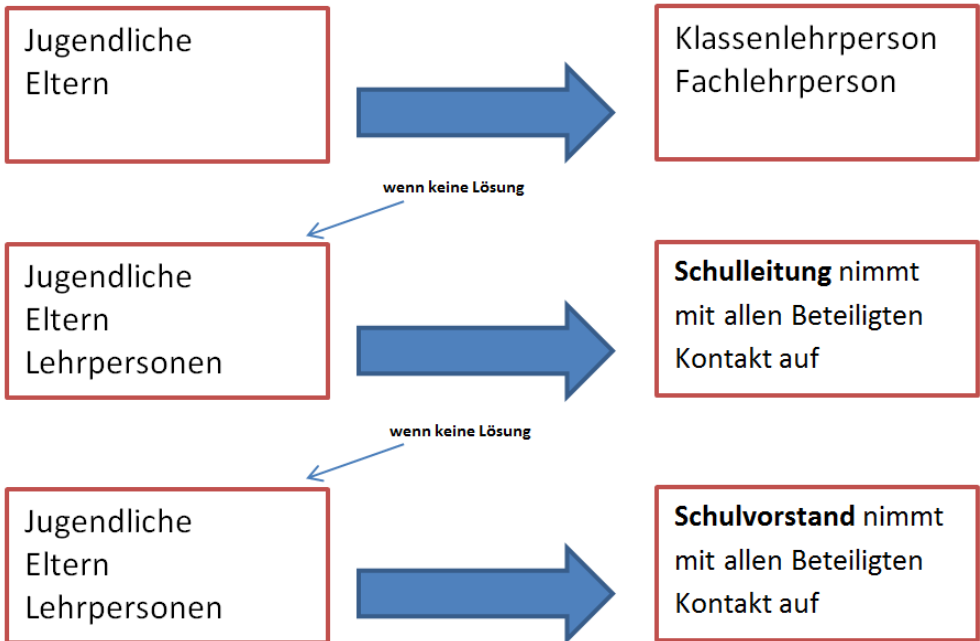 Jugendliche
Eltern
Klassenlehrperson
Fachlehrperson
wenn keine Lösung
Jugendliche
Eltern
Lehrpersonen
Schulleitung nimmt
mit allen Beteiligten
Kontakt auf
wenn keine Lösung
Jugendliche
Eltern
Lehrpersonen
Schulvorstand nimmt
mit allen Beteiligten
Kontakt auf